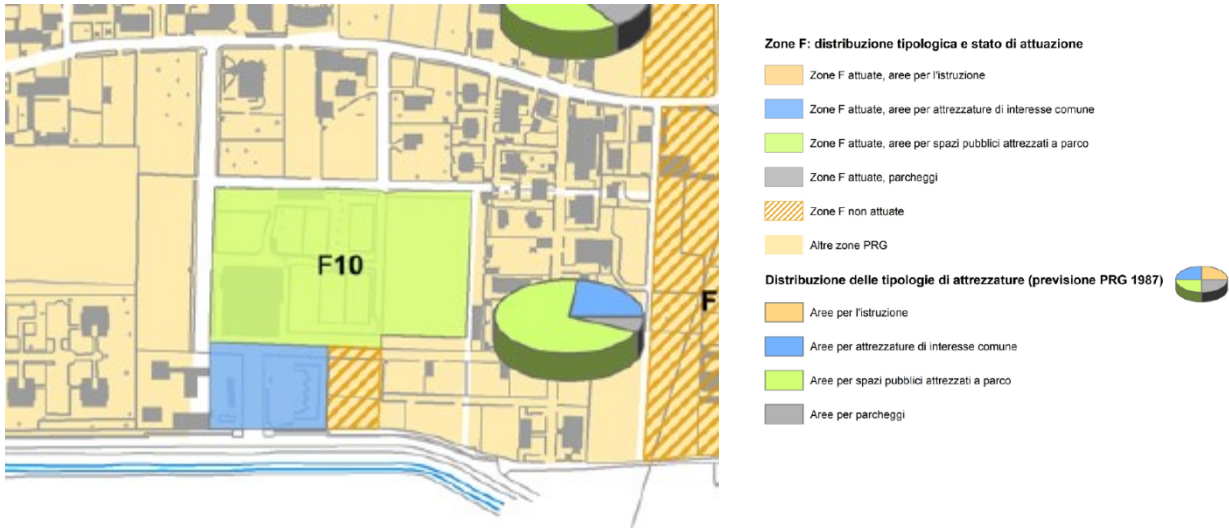 F10
F
Zone F: distribuzione tipologica e stato di attuazione
Zone F attuate, aree per l'istruzione
Zone F attuate, aree per attrezzature di interesse comune
Zone F attuate, aree per spazi pubblici attrezzati a parco
Zone F attuate, parcheggi
Zone F non attuate
Altre zone PRG
Distribuzione delle tipologie di attrezzature (previsione PRG 1987)
Aree per l'istruzione
Aree per attrezzature di interesse comune
Aree per spazi pubblici attrezzati a parco
Aree per parcheggi